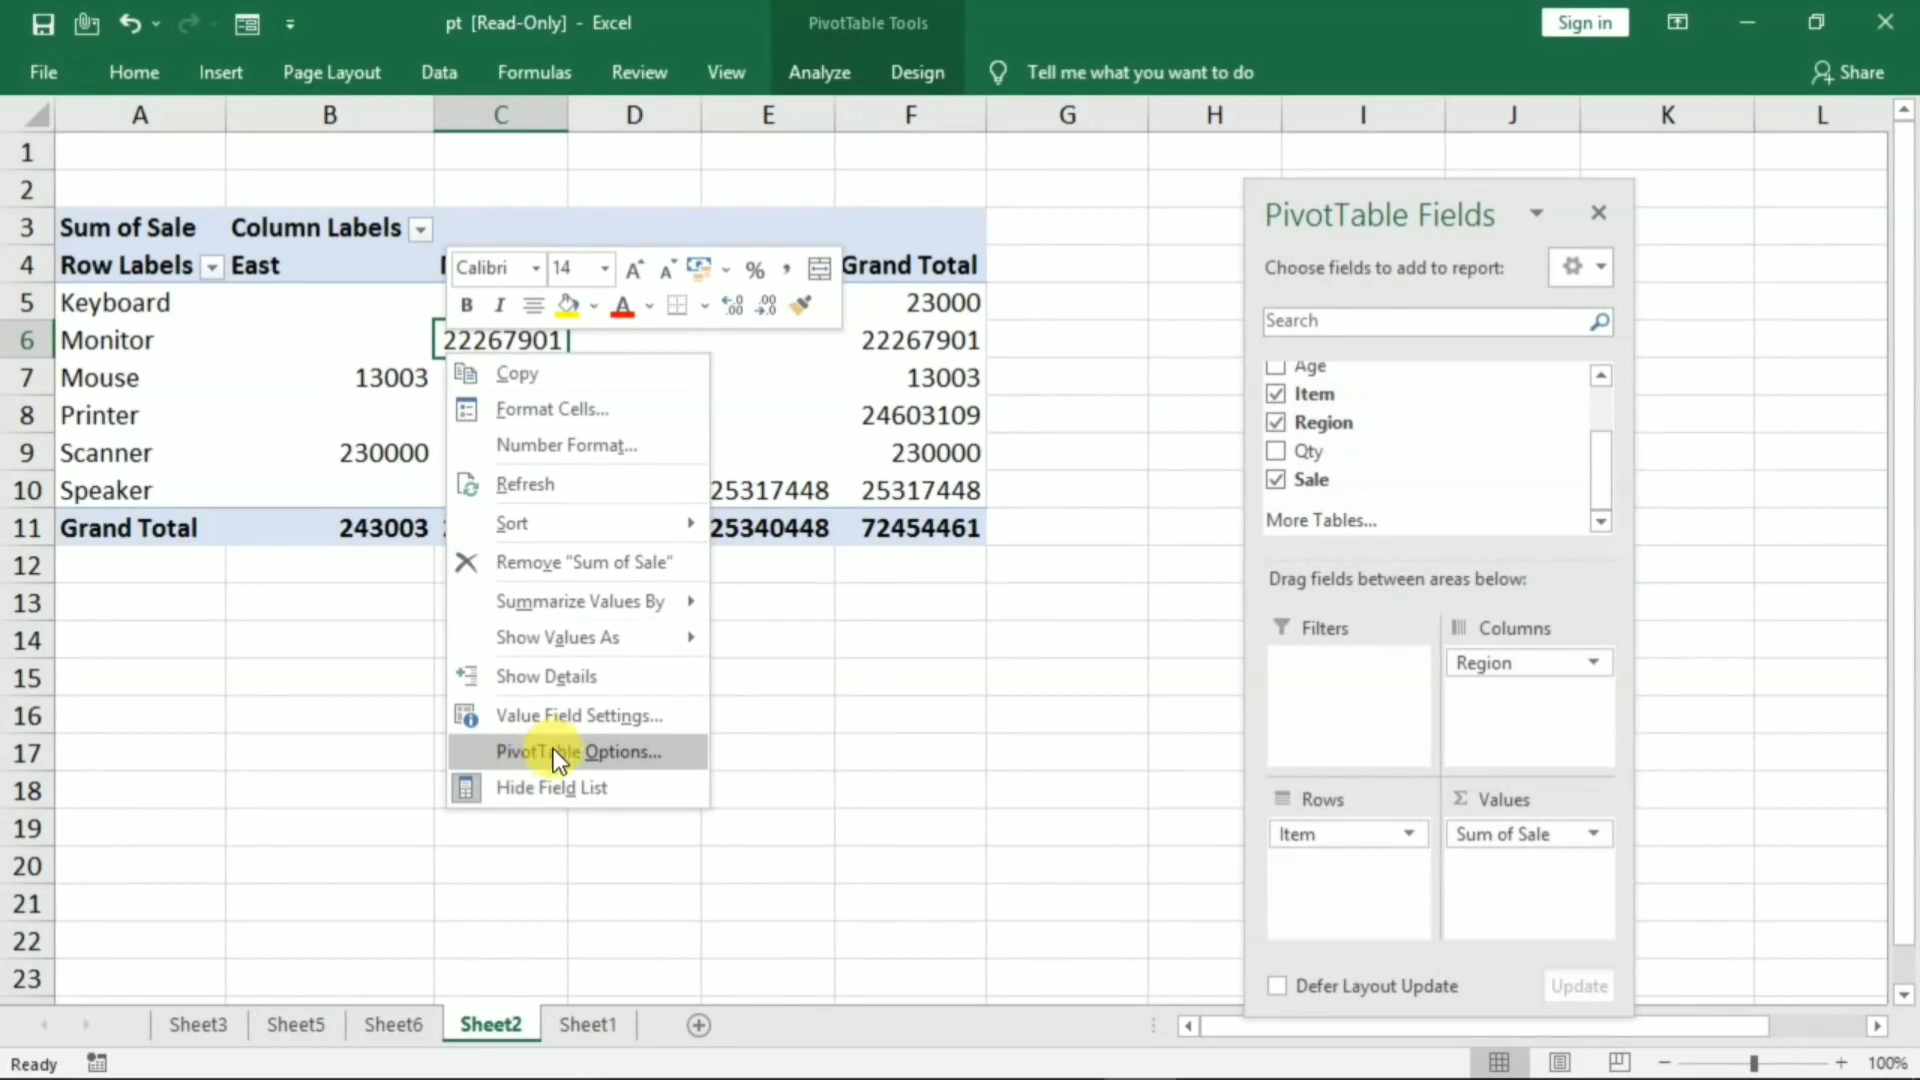 pt [Read-Only] - Excel
PivotTable Tools
Sign in
File Home Insert Page Layout Data Formulas Review View Analyze Design Tell me what you want to do Share
A B C D E F G H I J K L
1
2
3 Sum of Sale Column Labels
4 Row Labels East Grand Total
5 Keyboard 23000
6 Monitor 22267901 22267901
7 Mouse 13003 13003
8 Printer 24603109
9 Scanner 230000 230000
10 Speaker 25317448 25317448
11 Grand Total 243003 25340448 72454461
12
13
14
15
16
17
18
19
20
21
22
23
Calibri 14 A A % ,
B I A .0 .00 .00 .0
Copy
Format Cells...
Number Format...
Refresh
Sort
Remove "Sum of Sale"
Summarize Values By
Show Values As
Show Details
Value Field Settings...
PivotTable Options...
Hide Field List
PivotTable Fields
Choose fields to add to report:
Search
Age
Item
Region
Qty
Sale
More Tables...
Drag fields between areas below:
Filters
Columns
Region
Rows
Σ Values
Item
Sum of Sale
Defer Layout Update
Update
Sheet3 Sheet5 Sheet6 Sheet2 Sheet1
Ready
100%